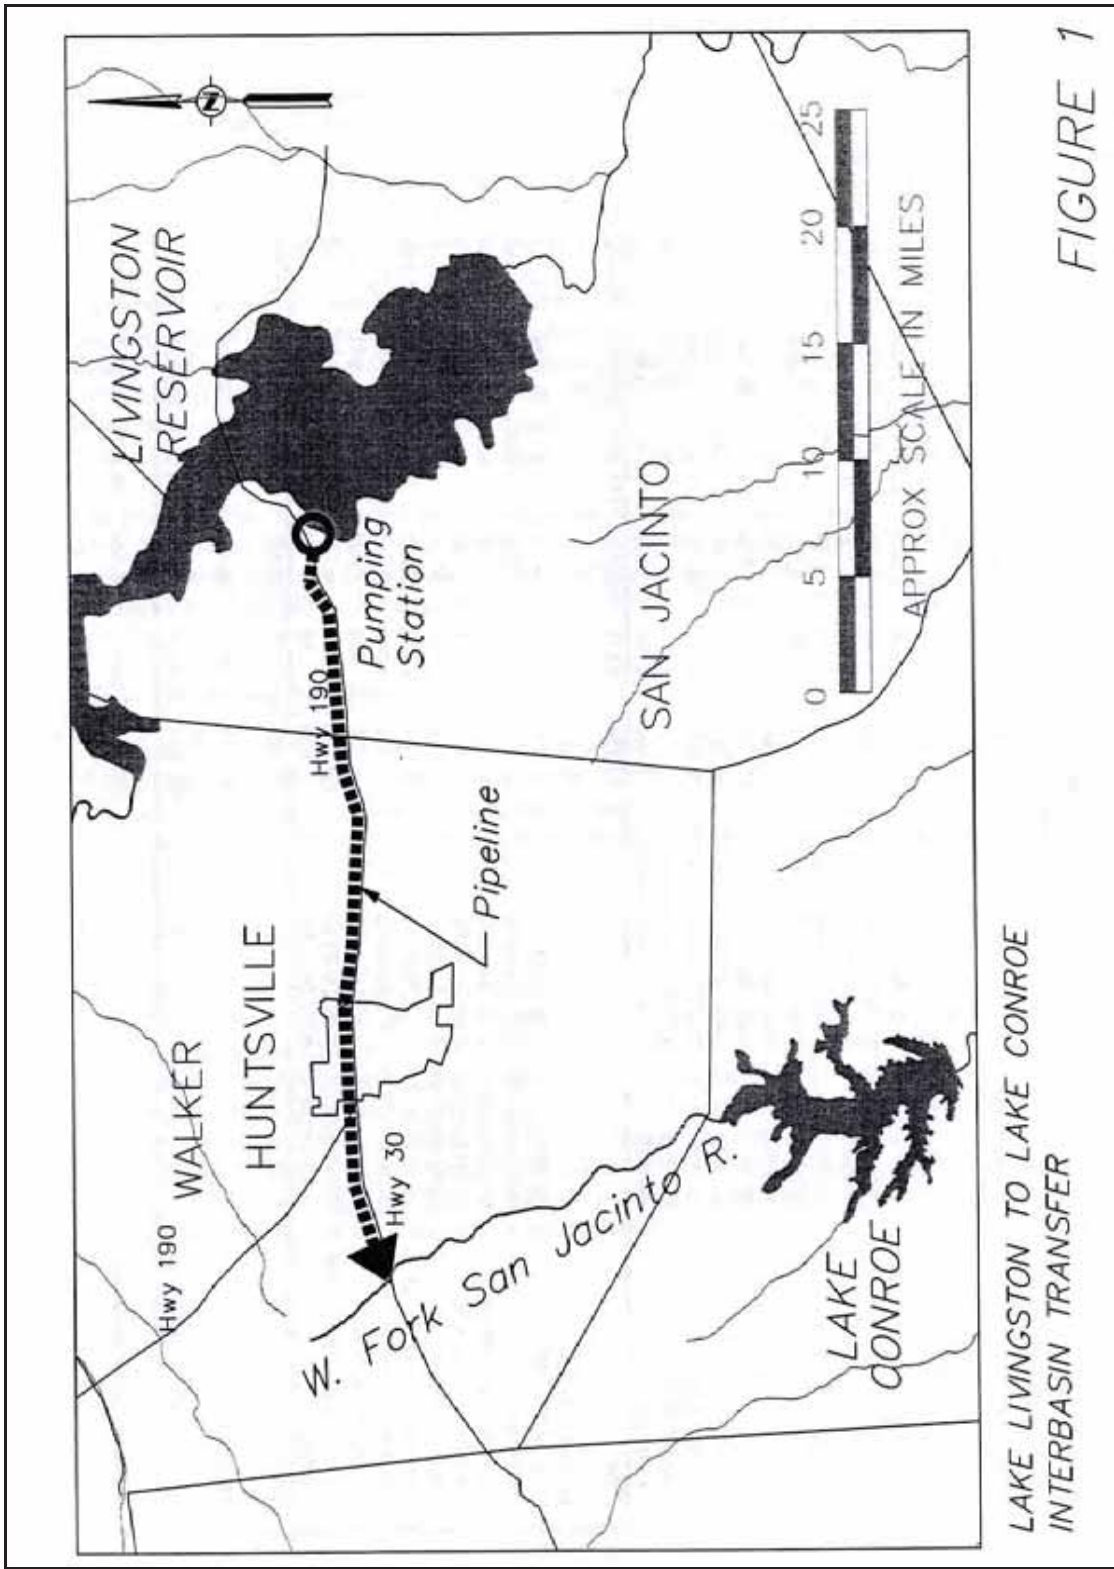 LIVINGSTON
RESERVOIR
N
Pumping
Station
Hwy 190
Pipeline
HUNTSVILLE
WALKER
Hwy 190
Hwy 30
W. Fork San Jacinto R.
SAN JACINTO
LAKE
CONROE
0 5 10 15 20 25
APPROX SCALE IN MILES
LAKE LIVINGSTON TO LAKE CONROE
INTERBASIN TRANSFER
FIGURE 1